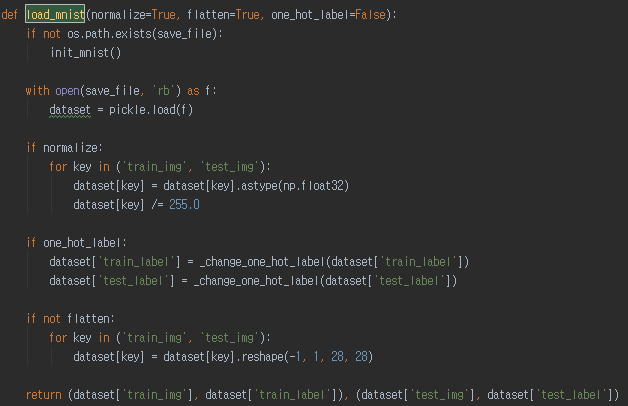 def load_mnist(normalize=True, flatten=True, one_hot_label=False):
    if not os.path.exists(save_file):
        init_mnist()
    with open(save_file, 'rb') as f:
        dataset = pickle.load(f)
    if normalize:
        for key in ('train_img', 'test_img'):
            dataset[key] = dataset[key].astype(np.float32)
            dataset[key] /= 255.0
    if one_hot_label:
        dataset['train_label'] = _change_one_hot_label(dataset['train_label'])
        dataset['test_label'] = _change_one_hot_label(dataset['test_label'])
    if not flatten:
        for key in ('train_img', 'test_img'):
            dataset[key] = dataset[key].reshape(-1, 1, 28, 28)
    return (dataset['train_img'], dataset['train_label']), (dataset['test_img'], dataset['test_label'])